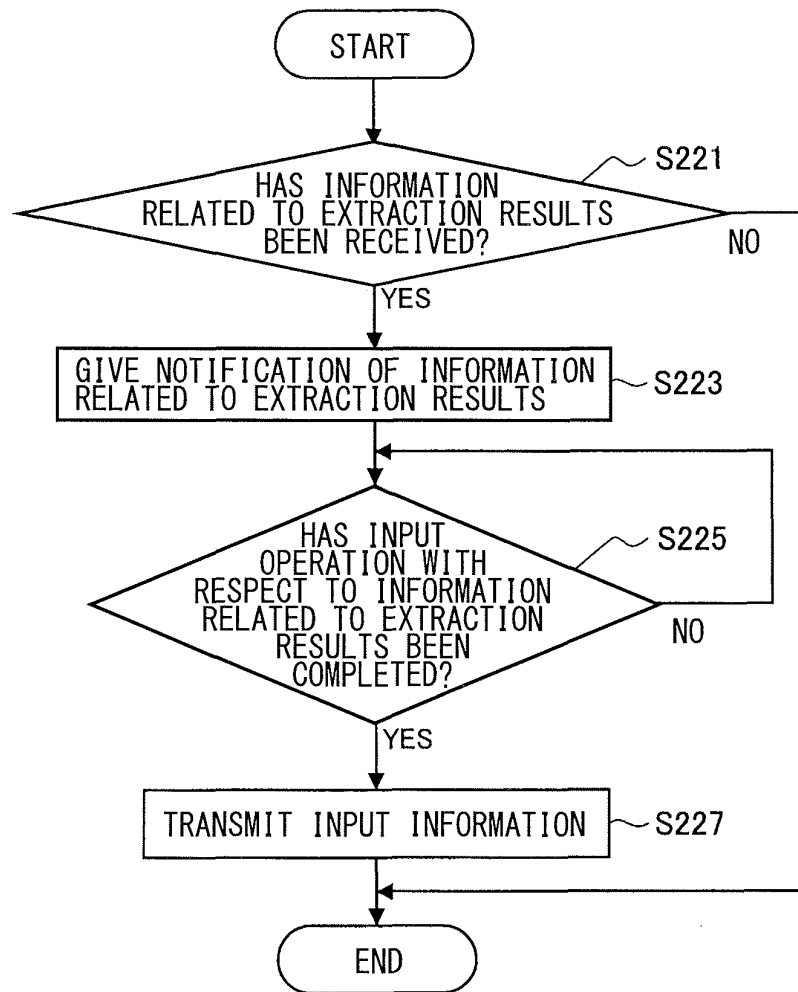 START
S221
HAS INFORMATION
RELATED TO EXTRACTION RESULTS
BEEN RECEIVED?
NO
YES
GIVE NOTIFICATION OF INFORMATION
RELATED TO EXTRACTION RESULTS
S223
HAS INPUT
OPERATION WITH
RESPECT TO INFORMATION
RELATED TO EXTRACTION
RESULTS BEEN
COMPLETED?
S225
NO
YES
TRANSMIT INPUT INFORMATION
S227
END